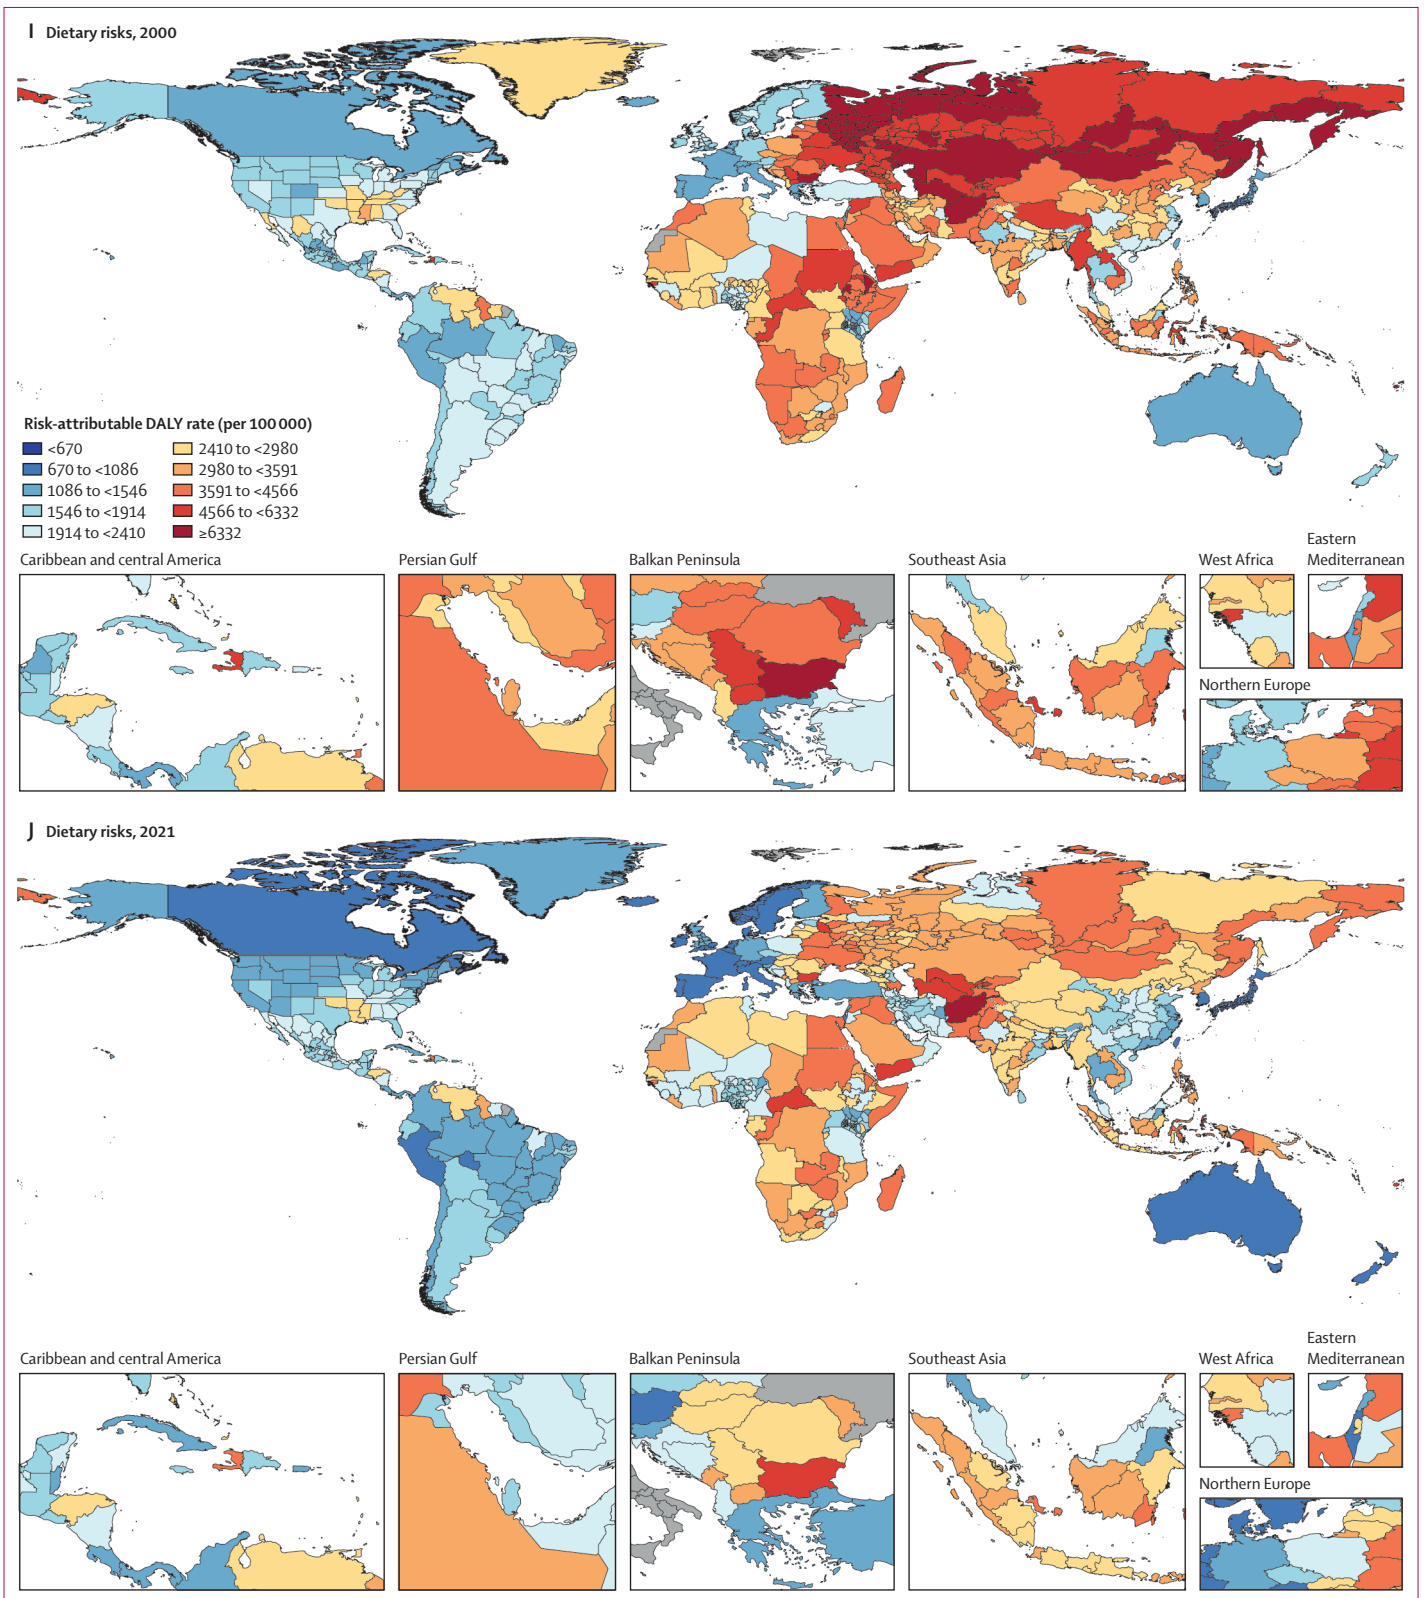 I Dietary risks, 2000
Risk-attributable DALY rate (per 100 000)
<670
670 to <1086
1086 to <1546
1546 to <1914
1914 to <2410
2410 to <2980
2980 to <3591
3591 to <4566
4566 to <6332
≥6332
Caribbean and central America
Persian Gulf
Balkan Peninsula
Southeast Asia
West Africa
Eastern
Mediterranean
Northern Europe
J Dietary risks, 2021
Caribbean and central America
Persian Gulf
Balkan Peninsula
Southeast Asia
West Africa
Eastern
Mediterranean
Northern Europe